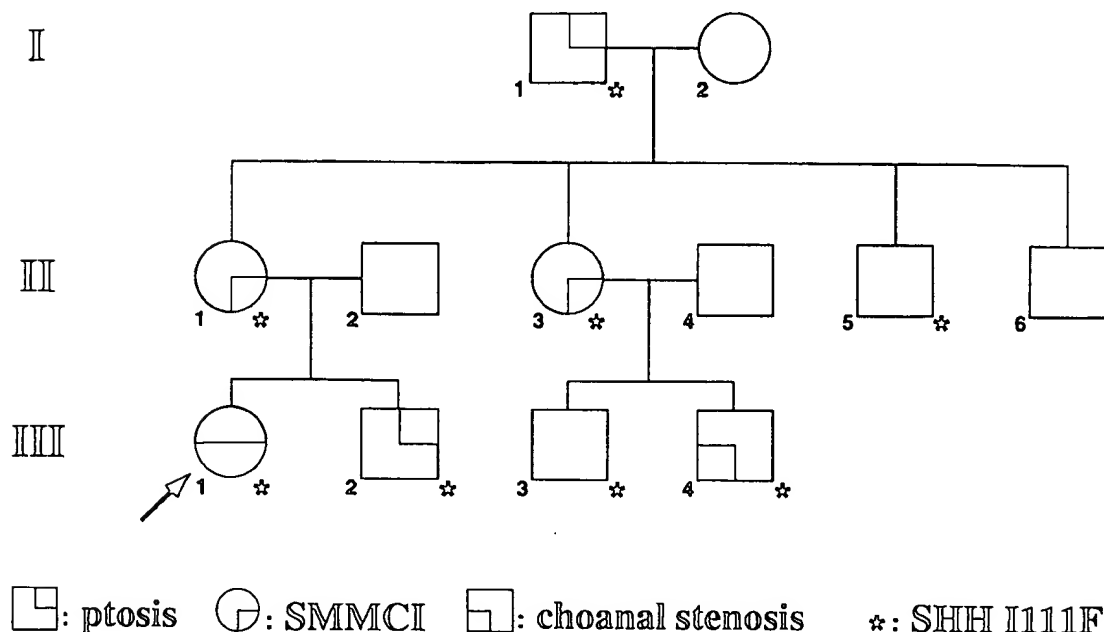 I
1 ☆ 2
II
1 ☆ 2 3 ☆ 4 5 ☆ 6
III
1 ☆ 2 ☆ 3 ☆ 4 ☆
: ptosis : SMMCI : choanal stenosis ☆: SHH I111F